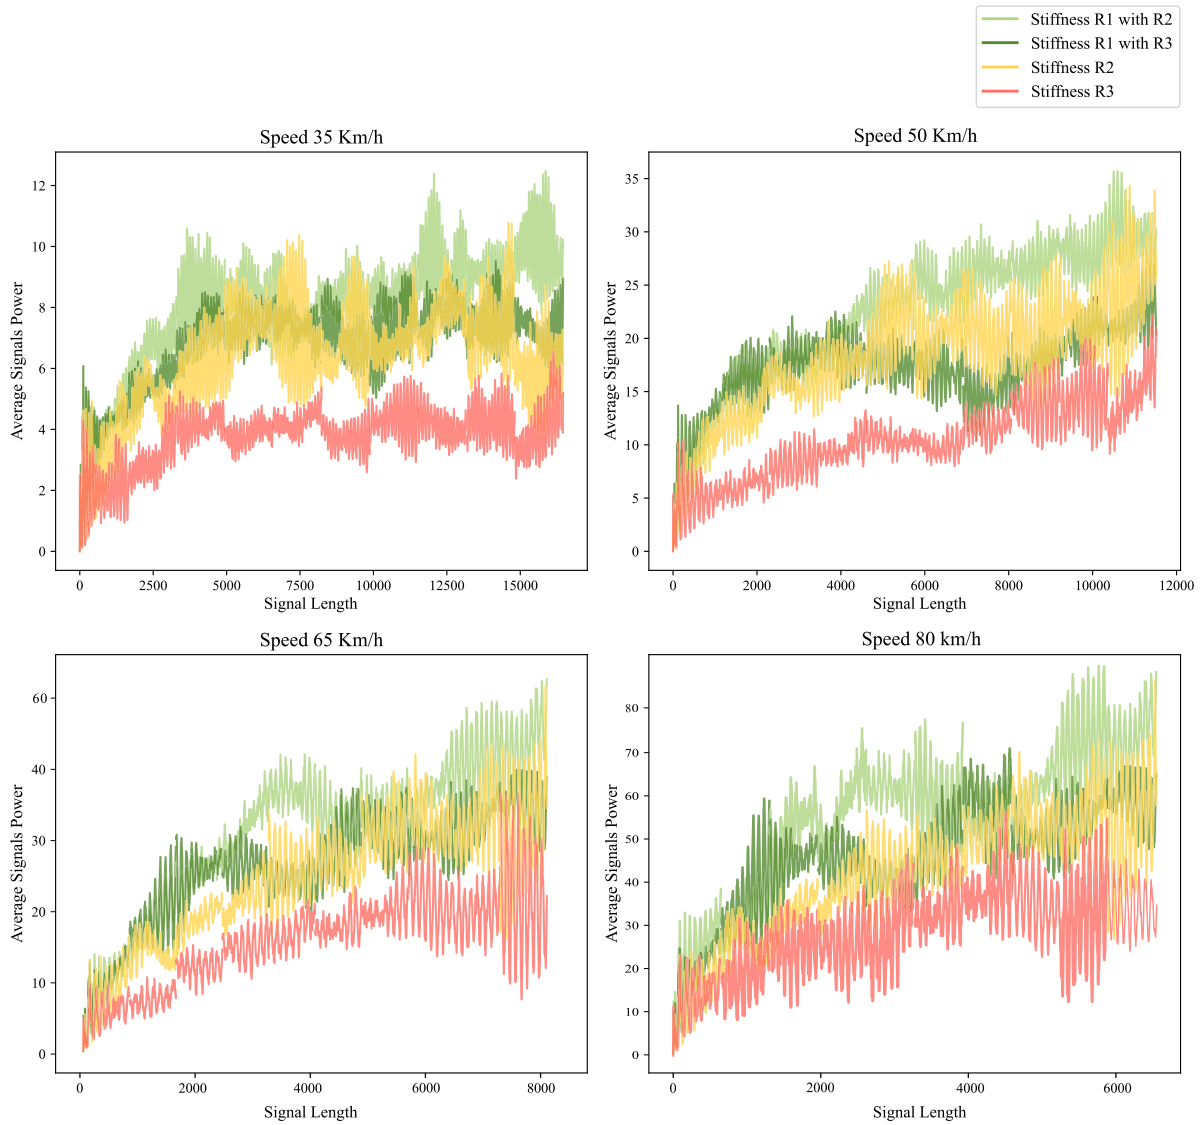 Stiffness R1 with R2
Stiffness R1 with R3
Stiffness R2
Stiffness R3
Speed 35 Km/h
Average Signals Power
12
10
8
6
4
2
0
0 2500 5000 7500 10000 12500 15000
Signal Length
Speed 50 Km/h
Average Signals Power
35
30
25
20
15
10
5
0
0 2000 4000 6000 8000 10000 12000
Signal Length
Speed 65 Km/h
Average Signals Power
60
40
30
20
10
0
0 2000 4000 6000 8000
Signal Length
Speed 80 km/h
Average Signals Power
80
70
60
50
40
30
20
10
0
0 2000 4000 6000
Signal Length